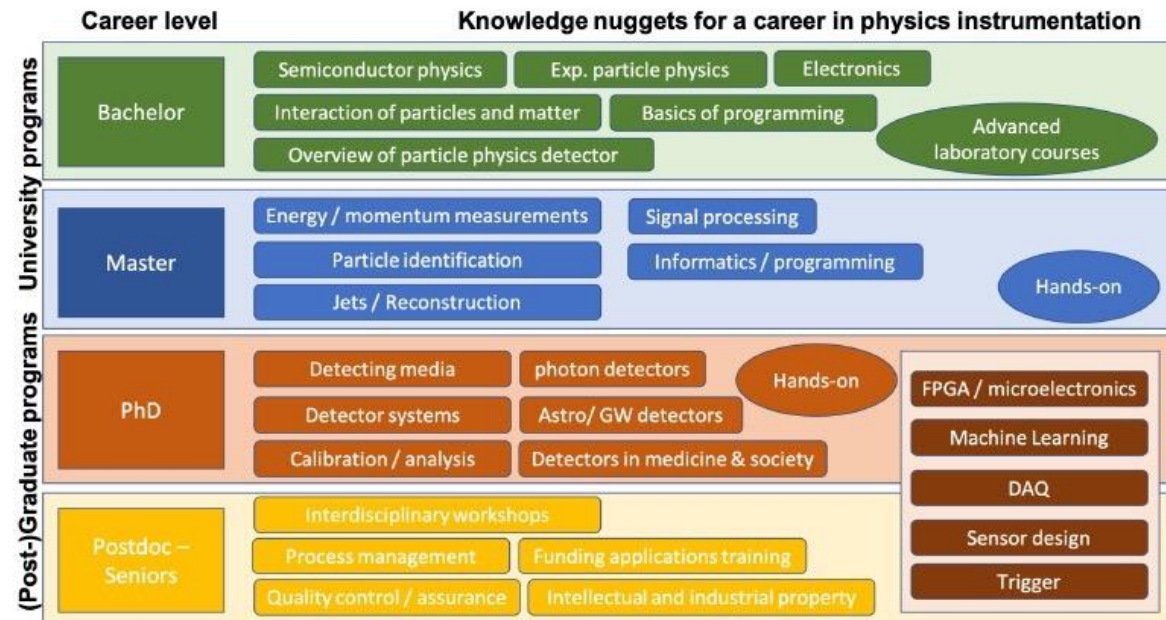 Career level
Knowledge nuggets for a career in physics instrumentation
University programs
Bachelor
Semiconductor physics
Exp. particle physics
Electronics
Interaction of particles and matter
Basics of programming
Overview of particle physics detector
Advanced
laboratory courses
Master
Energy / momentum measurements
Signal processing
Particle identification
Informatics / programming
Jets / Reconstruction
Hands-on
(Post-)Graduate programs
PhD
Detecting media
photon detectors
Hands-on
Detector systems
Astro/ GW detectors
Calibration / analysis
Detectors in medicine & society
FPGA / microelectronics
Machine Learning
DAQ
Sensor design
Trigger
Postdoc –
Seniors
Interdisciplinary workshops
Process management
Funding applications training
Quality control / assurance
Intellectual and industrial property